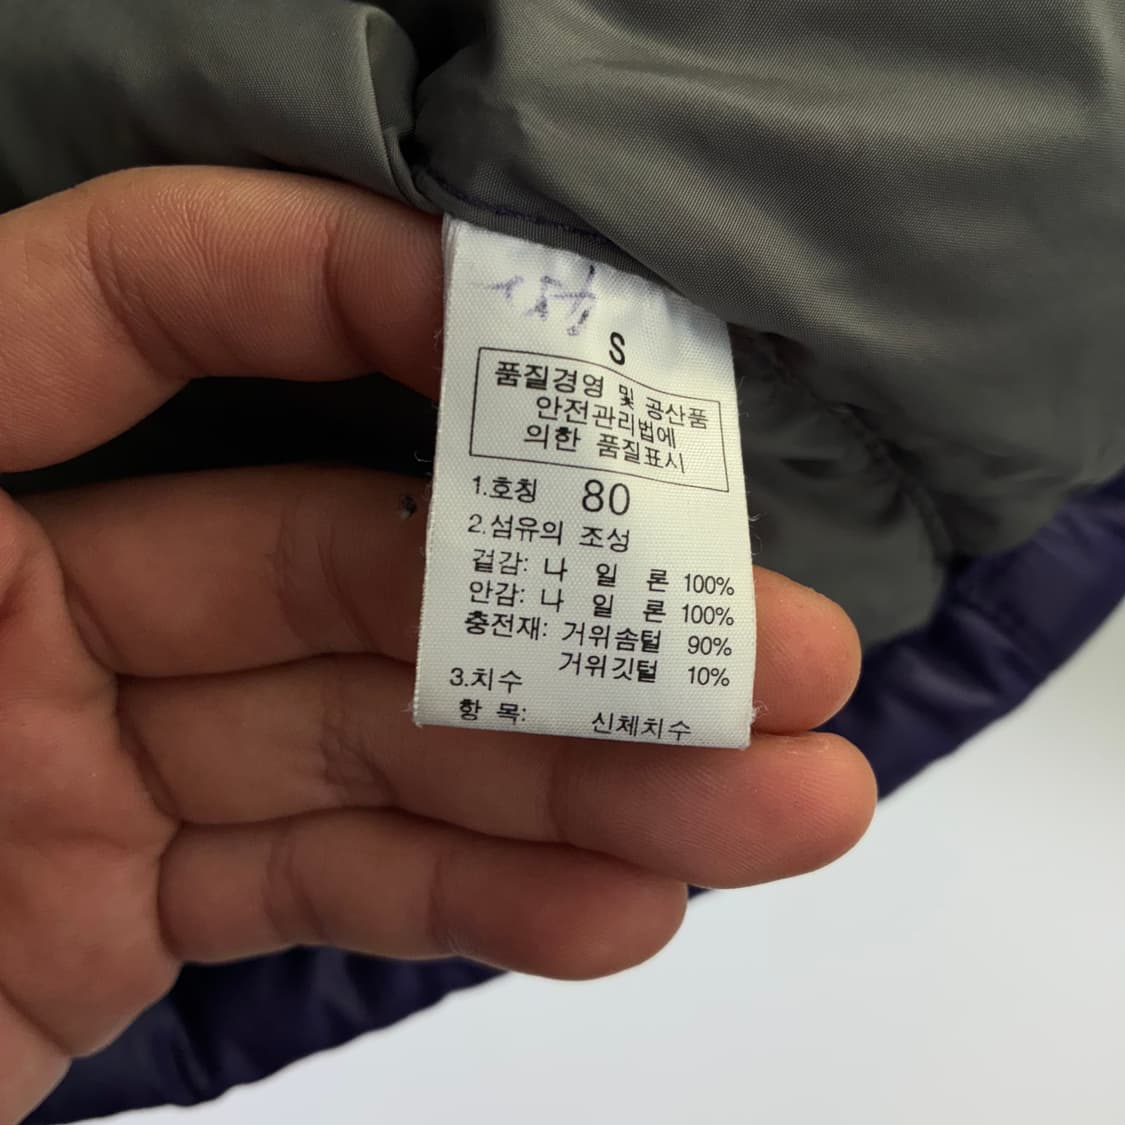 S
품질경영 및 공산품
안전관리법에
의한 품질표시
1.호칭 80
2.섬유의 조성
겉감: 나 일 론 100%
안감: 나 일 론 100%
충전재: 거위솜털 90%
거위깃털 10%
3.치수
항 목: 신체치수